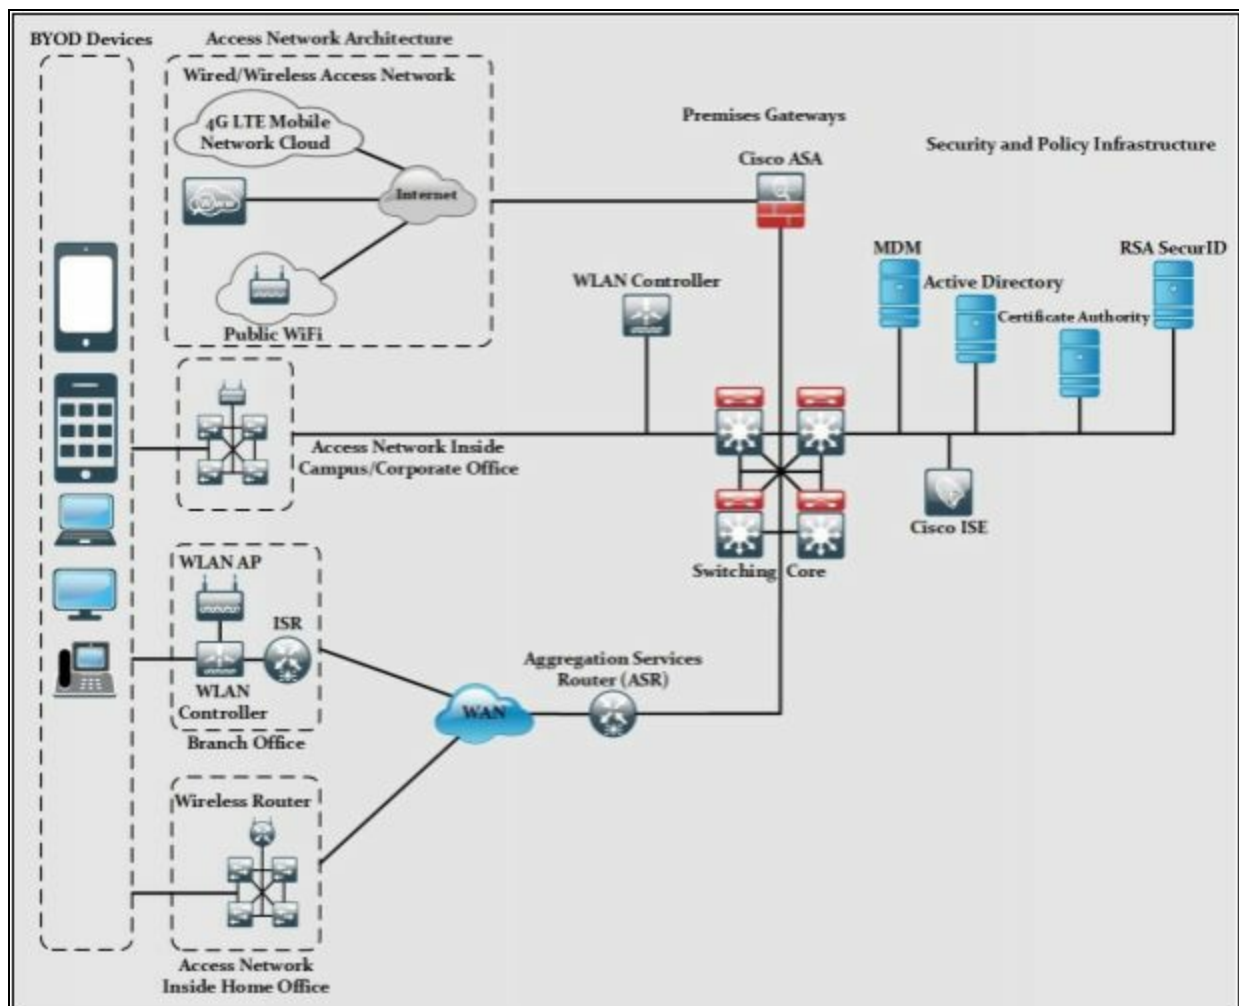 BYOD Devices
Access Network Architecture
Wired/Wireless Access Network
4G LTE Mobile
Network Cloud
Internet
www
Public WiFi
Premises Gateways
Cisco ASA
Security and Policy Infrastructure
WLAN Controller
MDM
RSA SecurID
Active Directory
Certificate Authority
Access Network Inside
Campus/Corporate Office
Cisco ISE
Switching Core
WLAN AP
ISR
WLAN
Controller
Branch Office
Aggregation Services
Router (ASR)
WAN
Wireless Router
Access Network
Inside Home Office